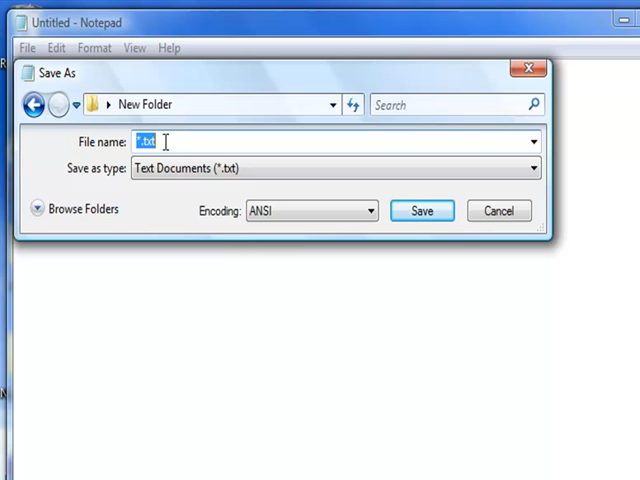 Untitled - Notepad
File Edit Format View Help
Save As
New Folder
Search
File name: *.txt
Save as type: Text Documents (*.txt)
Browse Folders
Encoding: ANSI
Save
Cancel